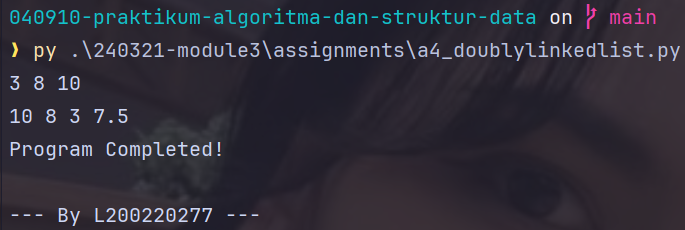 040910-praktikum-algoritma-dan-struktur-data on main
❯ py .\240321-module3\assignments\a4_doublylinkedlist.py
3 8 10
10 8 3 7.5
Program Completed!
--- By L200220277 ---